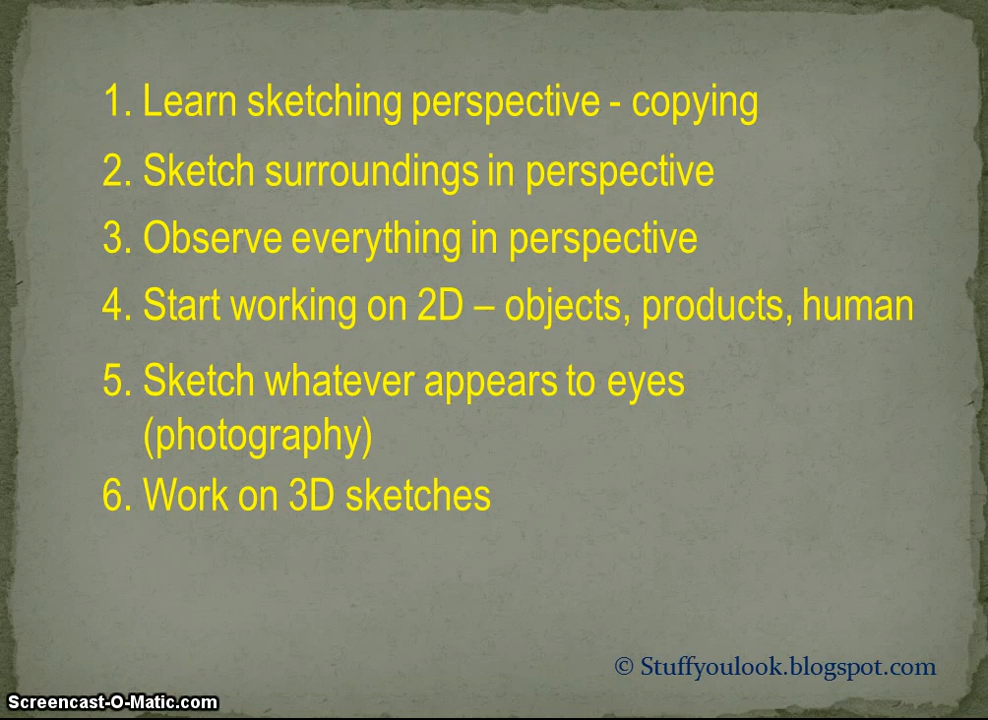 1. Learn sketching perspective - copying
2. Sketch surroundings in perspective
3. Observe everything in perspective
4. Start working on 2D – objects, products, human
5. Sketch whatever appears to eyes
(photography)
6. Work on 3D sketches
© Stuffyoulook.blogspot.com
Screencast-O-Matic.com